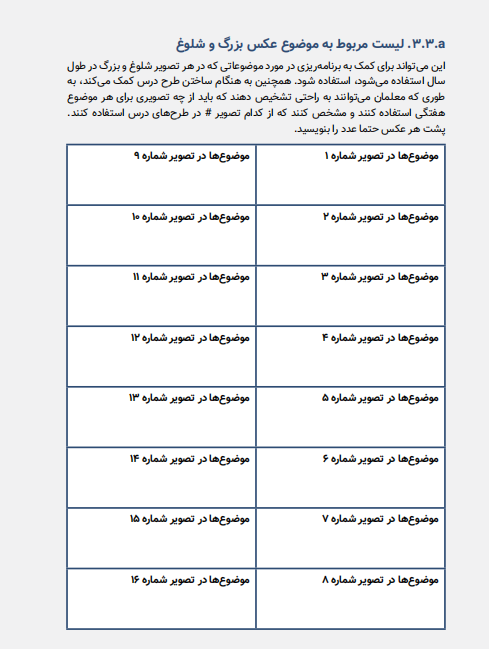 ۳.۳.a. لیست مربوط به موضوع عکس بزرگ و شلوغ
این می‌تواند برای کمک به برنامه‌ریزی در مورد موضوعاتی که در هر تصویر شلوغ و بزرگ در طول
سال استفاده می‌شود، استفاده شود. همچنین به هنگام ساختن طرح درس کمک می‌کند، به
طوری که معلمان می‌توانند به راحتی تشخیص دهند که باید از چه تصویری برای هر موضوع
هفتگی استفاده کنند و مشخص کنند که از کدام تصویر # در طرح‌های درس استفاده کنند.
پشت هر عکس حتما عدد را بنویسید.
موضوع‌ها در تصویر شماره ۱
موضوع‌ها در تصویر شماره ۹
موضوع‌ها در تصویر شماره ۲
موضوع‌ها در تصویر شماره ۱۰
موضوع‌ها در تصویر شماره ۳
موضوع‌ها در تصویر شماره ۱۱
موضوع‌ها در تصویر شماره ۴
موضوع‌ها در تصویر شماره ۱۲
موضوع‌ها در تصویر شماره ۵
موضوع‌ها در تصویر شماره ۱۳
موضوع‌ها در تصویر شماره ۶
موضوع‌ها در تصویر شماره ۱۴
موضوع‌ها در تصویر شماره ۷
موضوع‌ها در تصویر شماره ۱۵
موضوع‌ها در تصویر شماره ۸
موضوع‌ها در تصویر شماره ۱۶